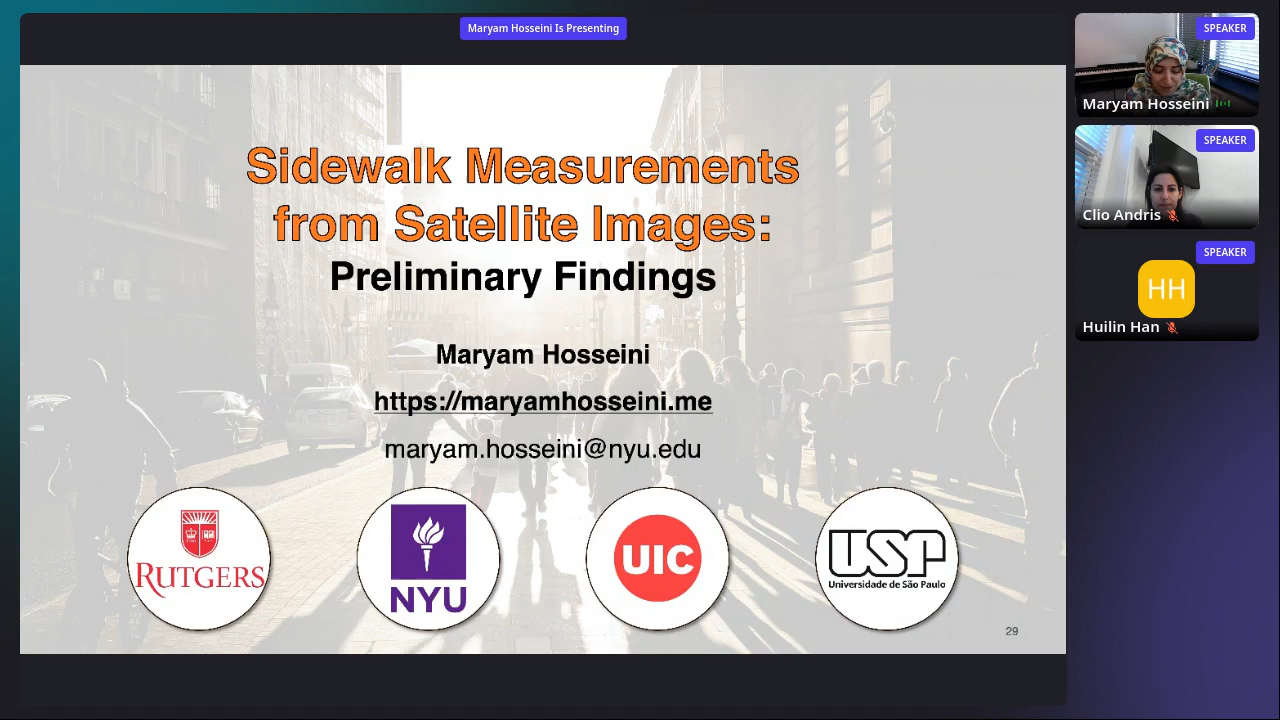 Maryam Hosseini Is Presenting
Sidewalk Measurements
from Satellite Images:
Preliminary Findings
Maryam Hosseini
https://maryamhosseini.me
maryam.hosseini@nyu.edu
RUTGERS
NYU
UIC
USP
Universidade de São Paulo
29
SPEAKER
Maryam Hosseini
SPEAKER
Clio Andris
SPEAKER
HH
Huilin Han